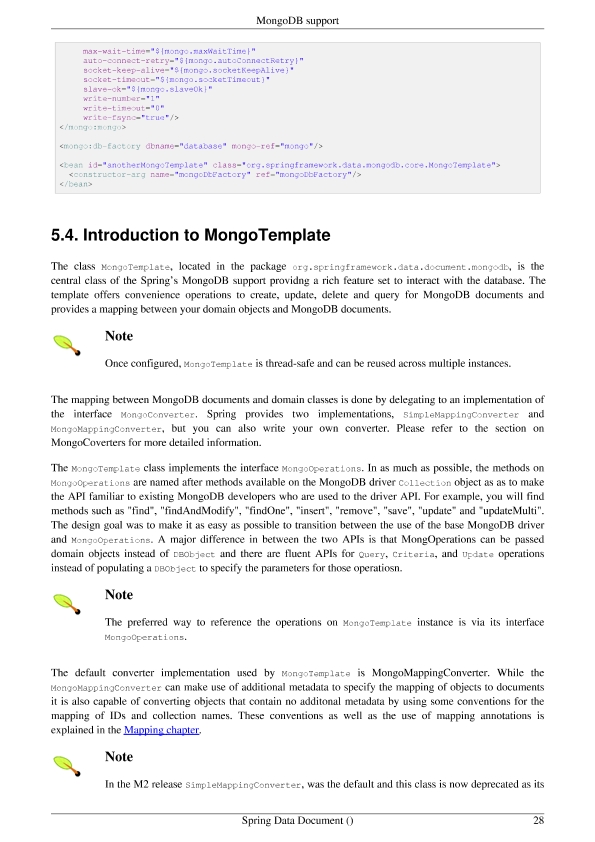 MongoDB support
max-wait-time="${mongo.maxWaitTime}"
auto-connect-retry="${mongo.autoConnectRetry}"
socket-keep-alive="${mongo.socketKeepAlive}"
socket-timeout="${mongo.socketTimeout}"
slave-ok="${mongo.slaveOk}"
write-number="1"
write-timeout="0"
write-fsync="true"/>
</mongo:mongo>
<mongo:db-factory dbname="database" mongo-ref="mongo"/>
<bean id="anotherMongoTemplate" class="org.springframework.data.mongodb.core.MongoTemplate">
<constructor-arg name="mongoDbFactory" ref="mongoDbFactory"/>
</bean>
5.4. Introduction to MongoTemplate
The class MongoTemplate, located in the package org.springframework.data.document.mongodb, is the
central class of the Spring's MongoDB support providng a rich feature set to interact with the database. The
template offers convenience operations to create, update, delete and query for MongoDB documents and
provides a mapping between your domain objects and MongoDB documents.
Note
Once configured, MongoTemplate is thread-safe and can be reused across multiple instances.
The mapping between MongoDB documents and domain classes is done by delegating to an implementation of
the interface MongoConverter. Spring provides two implementations, SimpleMappingConverter and
MongoMappingConverter, but you can also write your own converter. Please refer to the section on
MongoCoverters for more detailed information.
The MongoTemplate class implements the interface MongoOperations. In as much as possible, the methods on
MongoOperations are named after methods available on the MongoDB driver Collection object as as to make
the API familiar to existing MongoDB developers who are used to the driver API. For example, you will find
methods such as "find", "findAndModify", "findOne", "insert", "remove", "save", "update" and "updateMulti".
The design goal was to make it as easy as possible to transition between the use of the base MongoDB driver
and MongoOperations. A major difference in between the two APIs is that MongOperations can be passed
domain objects instead of DBObject and there are fluent APIs for Query, Criteria, and Update operations
instead of populating a DBObject to specify the parameters for those operatiosn.
Note
The preferred way to reference the operations on MongoTemplate instance is via its interface
MongoOperations.
The default converter implementation used by MongoTemplate is MongoMappingConverter. While the
MongoMappingConverter can make use of additional metadata to specify the mapping of objects to documents
it is also capable of converting objects that contain no additonal metadata by using some conventions for the
mapping of IDs and collection names. These conventions as well as the use of mapping annotations is
explained in the Mapping chapter.
Note
In the M2 release SimpleMappingConverter, was the default and this class is now deprecated as its
Spring Data Document ()
28